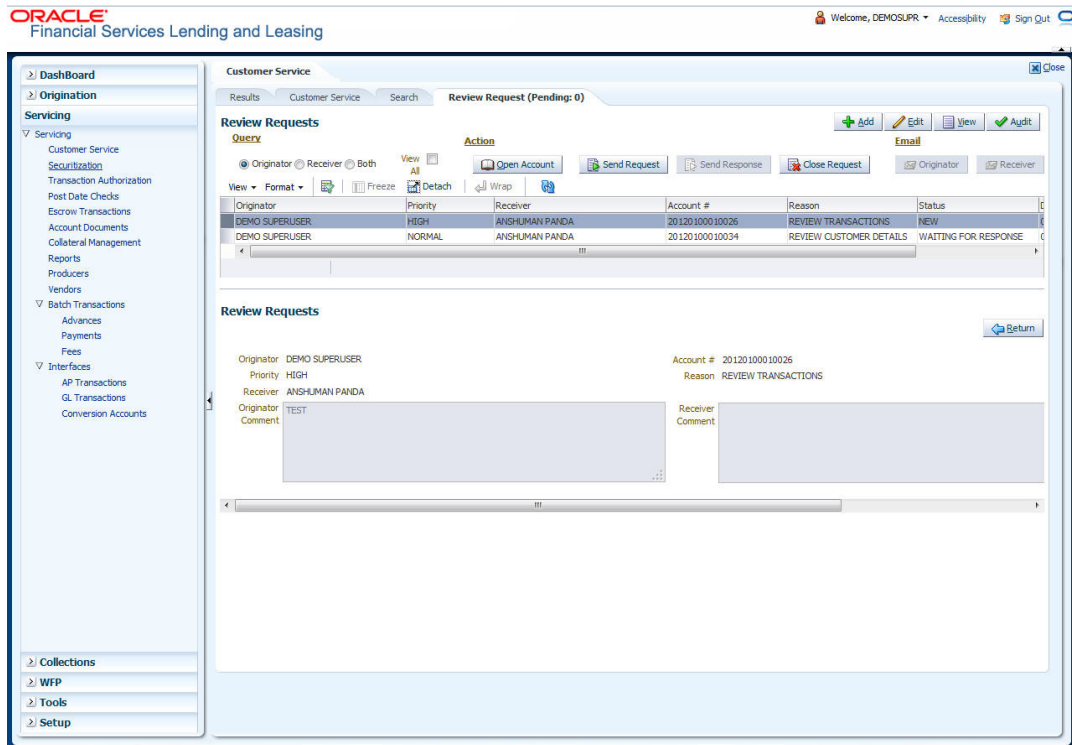 ORACLE
Financial Services Lending and Leasing
Welcome, DEMOSUPR
Accessibility
Sign Out
Close
DashBoard
Origination
Servicing
Servicing
Customer Service
Securitization
Transaction Authorization
Post Date Checks
Escrow Transactions
Account Documents
Collateral Management
Reports
Producers
Vendors
Batch Transactions
Advances
Payments
Fees
Interfaces
AP Transactions
GL Transactions
Conversion Accounts
Collections
WFP
Tools
Setup
Customer Service
Results Customer Service Search Review Request (Pending: 0)
Review Requests
Add Edit View Audit
Query Action Email
Originator Receiver Both View All
Open Account Send Request Send Response Close Request Originator Receiver
View Format Freeze Detach Wrap
Originator Priority Receiver Account # Reason Status
DEMO SUPERUSER HIGH ANSHUMAN PANDA 20120100010026 REVIEW TRANSACTIONS NEW
DEMO SUPERUSER NORMAL ANSHUMAN PANDA 20120100010034 REVIEW CUSTOMER DETAILS WAITING FOR RESPONSE
Review Requests
Return
Originator DEMO SUPERUSER Account # 20120100010026
Priority HIGH Reason REVIEW TRANSACTIONS
Receiver ANSHUMAN PANDA
Originator Comment TEST
Receiver Comment